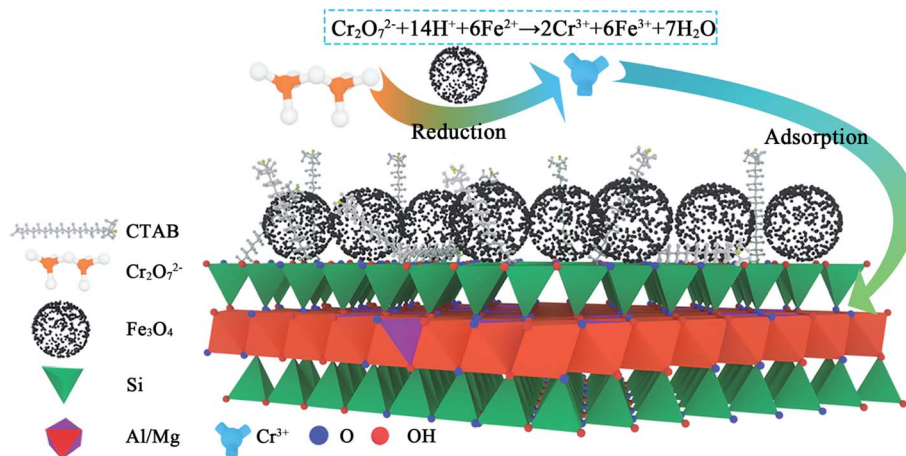 Cr₂O₇²⁻+14H⁺+6Fe²⁺→2Cr³⁺+6Fe³⁺+7H₂O
Reduction
Adsorption
CTAB
Cr₂O₇²⁻
Fe₃O₄
Si
Al/Mg
Cr³⁺
O
OH